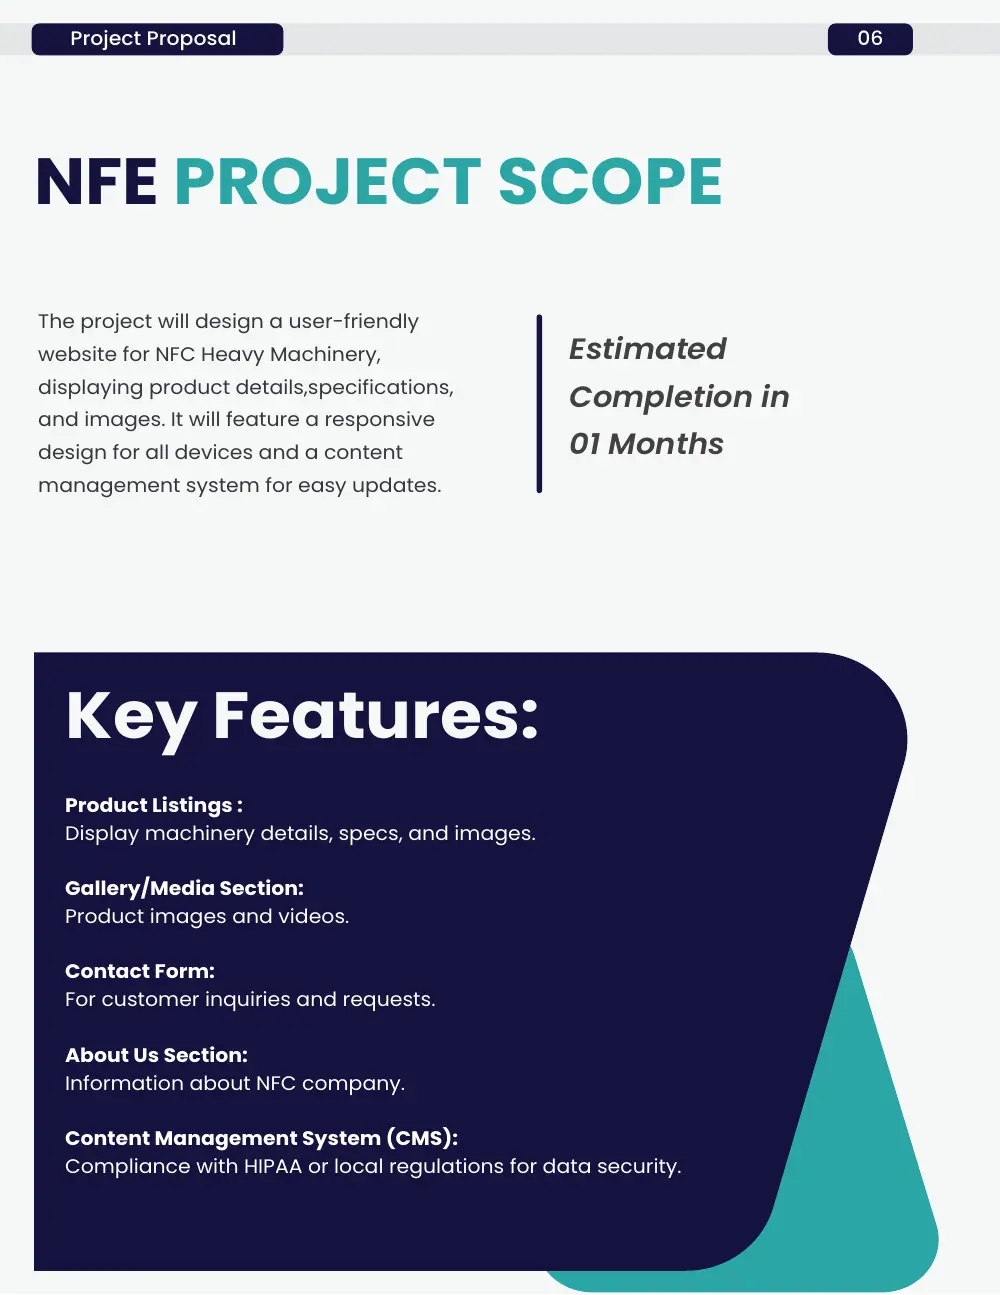 Project Proposal
06
NFE PROJECT SCOPE
The project will design a user-friendly
website for NFC Heavy Machinery,
displaying product details,specifications,
and images. It will feature a responsive
design for all devices and a content
management system for easy updates.
Estimated
Completion in
01 Months
Key Features:
Product Listings :
Display machinery details, specs, and images.
Gallery/Media Section:
Product images and videos.
Contact Form:
For customer inquiries and requests.
About Us Section:
Information about NFC company.
Content Management System (CMS):
Compliance with HIPAA or local regulations for data security.